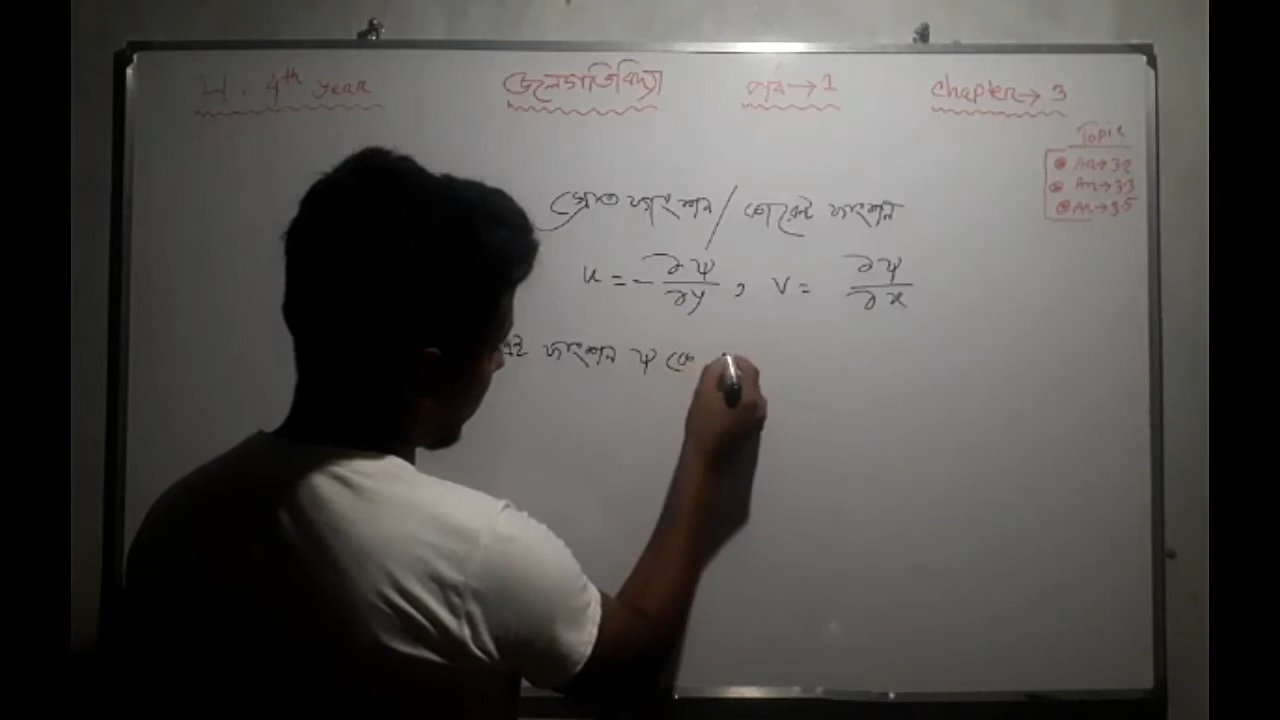 H. 4th year জলগতিবিদ্যা পর্ব→1 chapter→3
Topic
Art→3.2
Art→3.3
Art→3.5
স্রোত ফাংশন / কারেন্ট ফাংশন
u = -∂ψ/∂y , v = ∂ψ/∂x
এই ফাংশন ψ কে